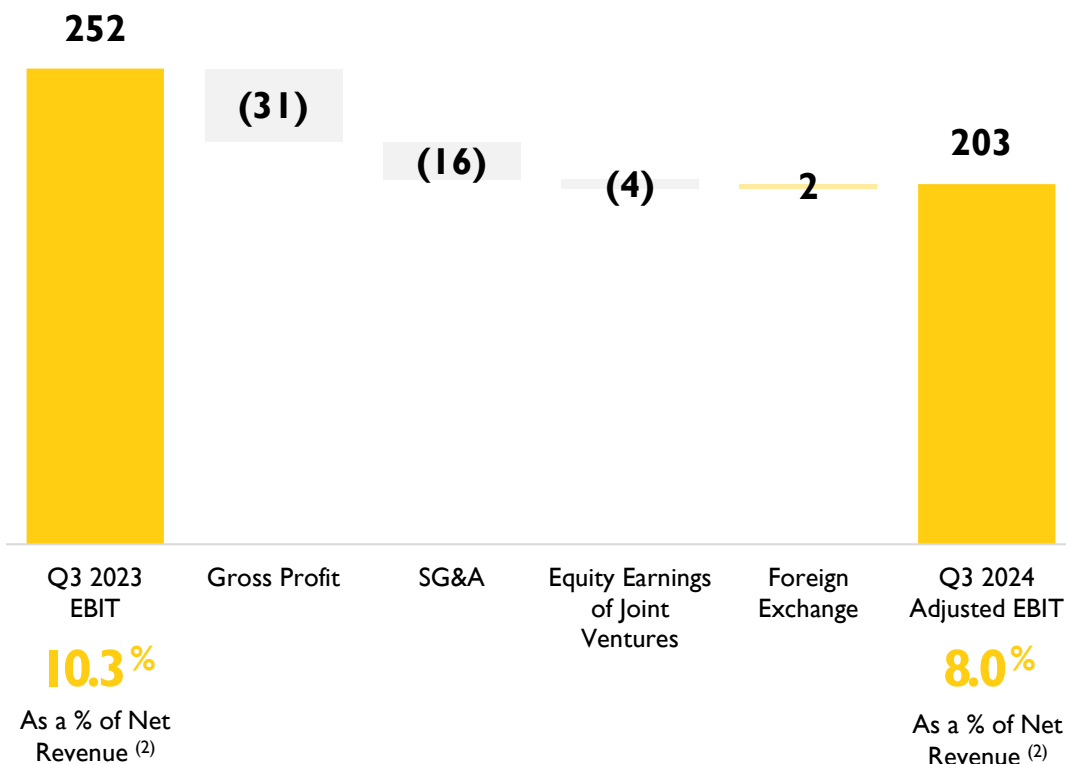 252
(31)
(16)
(4)
2
203
Q3 2023
EBIT
Gross Profit
SG&A
Equity Earnings
of Joint
Ventures
Foreign
Exchange
Q3 2024
Adjusted EBIT
10.3%
As a % of Net
Revenue (2)
8.0%
As a % of Net
Revenue (2)